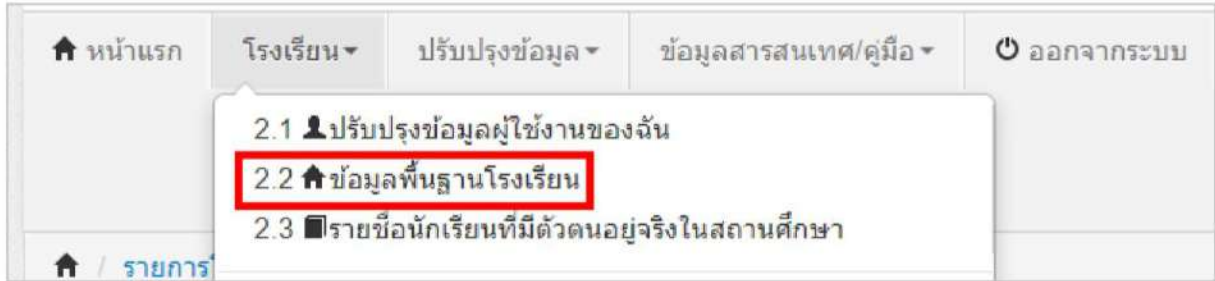 หน้าแรก โรงเรียน ปรับปรุงข้อมูล ข้อมูลสารสนเทศ/คู่มือ ออกจากระบบ
2.1 ปรับปรุงข้อมูลผู้ใช้งานของฉัน
2.2 ข้อมูลพื้นฐานโรงเรียน
2.3 รายชื่อนักเรียนที่มีตัวตนอยู่จริงในสถานศึกษา
/ รายการ